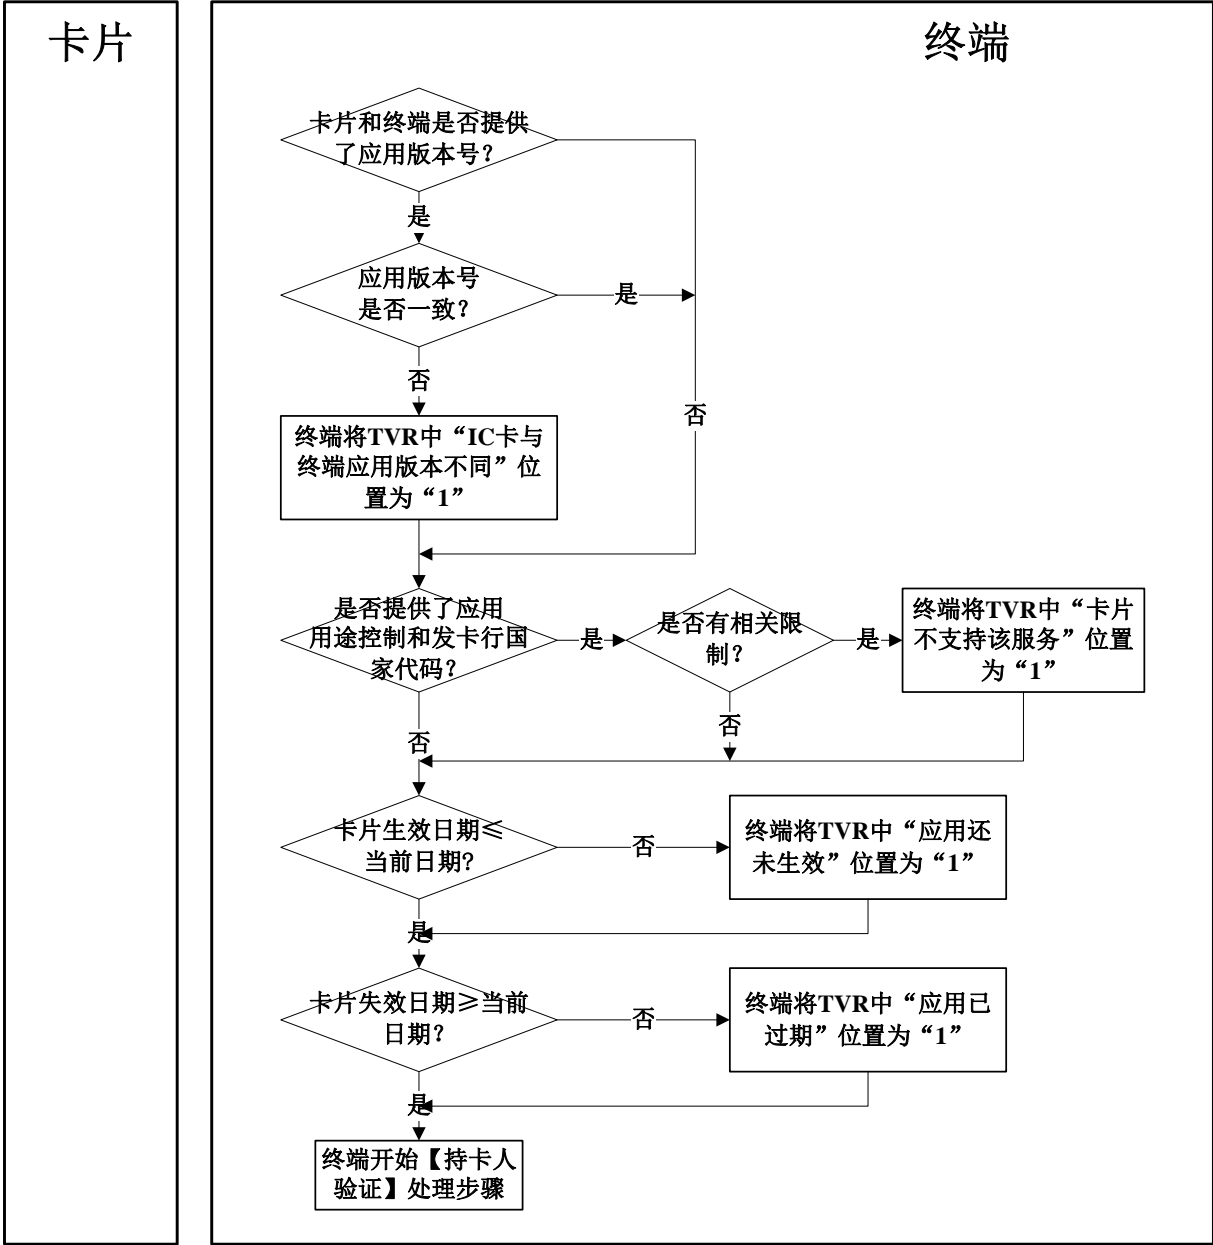 卡片
终端
卡片和终端是否提供
了应用版本号？
是
应用版本号
是否一致？
是
否
否
终端将TVR中“IC卡与
终端应用版本不同”位
置为“1”
是否提供了应用
用途控制和发卡行国
家代码？
是
是否有相关限
制？
是
终端将TVR中“卡片
不支持该服务”位置
为“1”
否
否
卡片生效日期≤
当前日期?
否
终端将TVR中“应用还
未生效”位置为“1”
是
卡片失效日期≥当前
日期？
否
终端将TVR中“应用已
过期”位置为“1”
是
终端开始【持卡人
验证】处理步骤